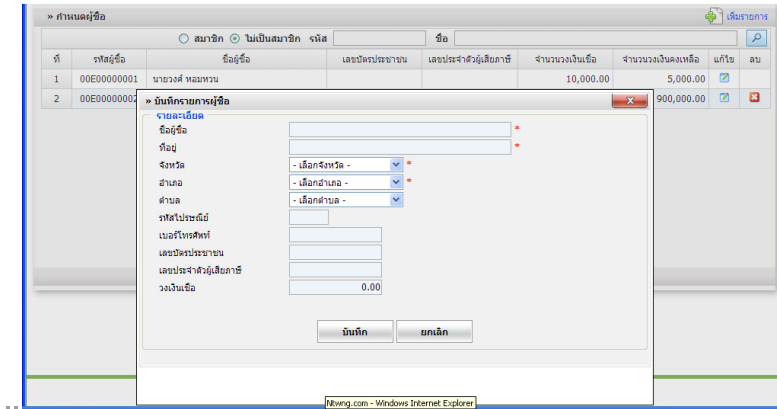 » กำหนดผู้ซื้อ เพิ่มรายการ
สมาชิก ไม่เป็นสมาชิก รหัส ชื่อ
ที่ รหัสผู้ซื้อ ชื่อผู้ซื้อ เลขบัตรประชาชน เลขประจำตัวผู้เสียภาษี จำนวนวงเงินเชื่อ จำนวนวงเงินคงเหลือ แก้ไข ลบ
1 00E00000001 นายวงศ์ หอมหวน 10,000.00 5,000.00
2 00E00000002 900,000.00
» บันทึกรายการผู้ซื้อ
รายละเอียด
ชื่อผู้ซื้อ *
ที่อยู่ *
จังหวัด - เลือกจังหวัด - *
อำเภอ - เลือกอำเภอ - *
ตำบล - เลือกตำบล -
รหัสไปรษณีย์
เบอร์โทรศัพท์
เลขบัตรประชาชน
เลขประจำตัวผู้เสียภาษี
วงเงินเชื่อ 0.00
บันทึก ยกเลิก
Ntwng.com - Windows Internet Explorer